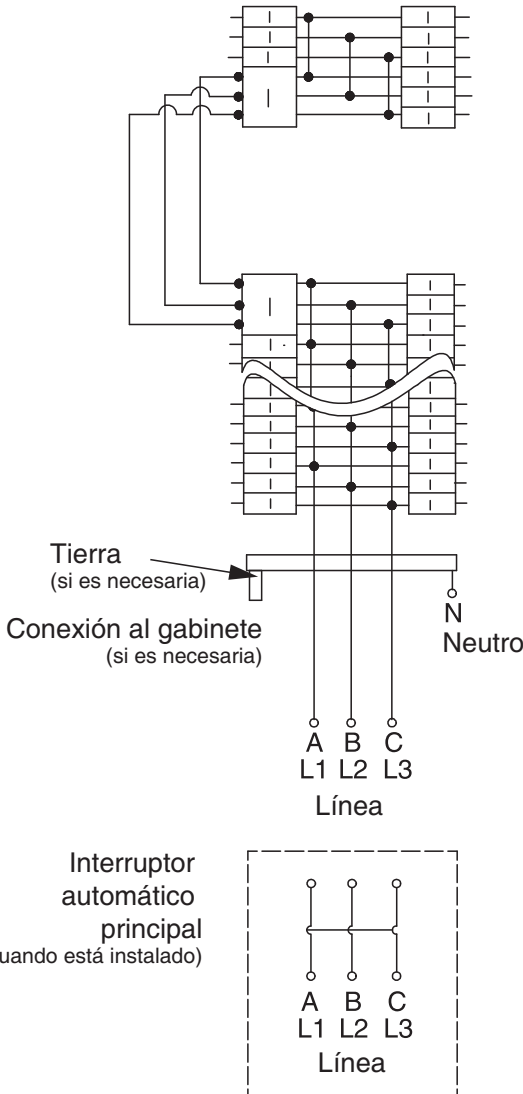 Tierra
(si es necesaria)
Conexión al gabinete
(si es necesaria)
N
Neutro
A B C
L1 L2 L3
Línea
Interruptor
automático
principal
uando está instalado)
A B C
L1 L2 L3
Línea